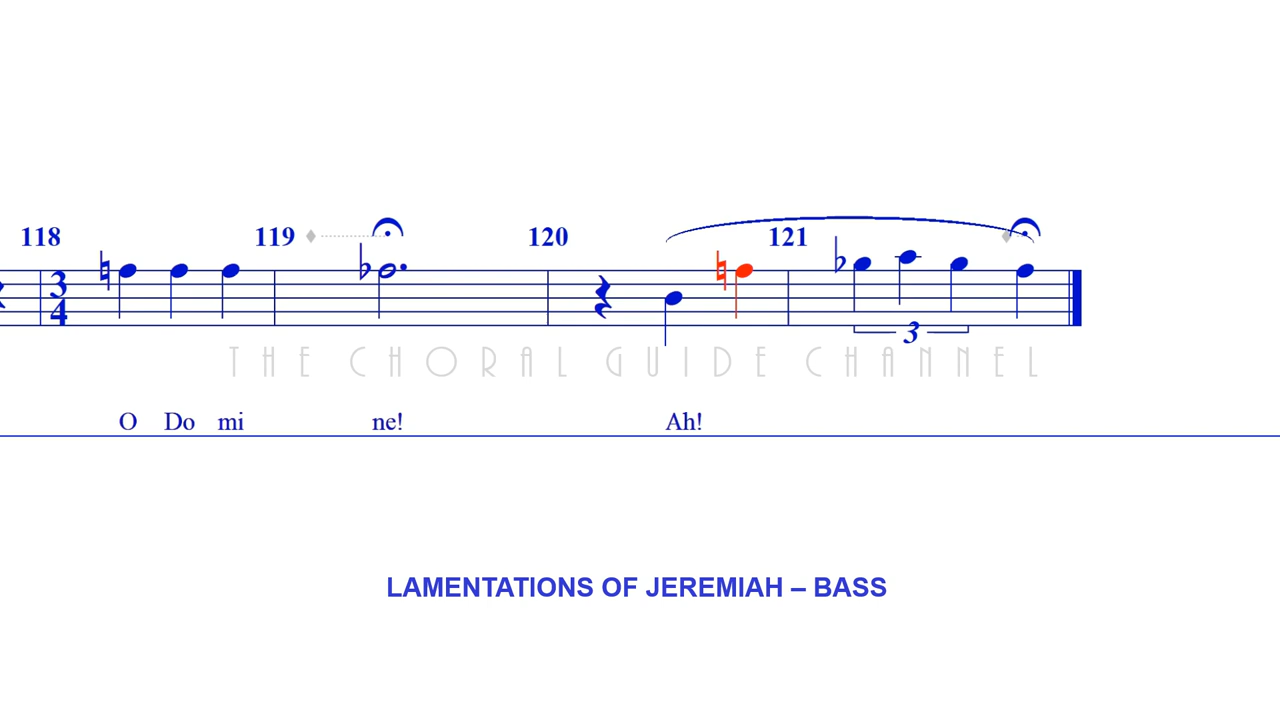 118 119 120 121
3
4
3
THE CHORAL GUIDE CHANNEL
O Do mi ne! Ah!
LAMENTATIONS OF JEREMIAH – BASS